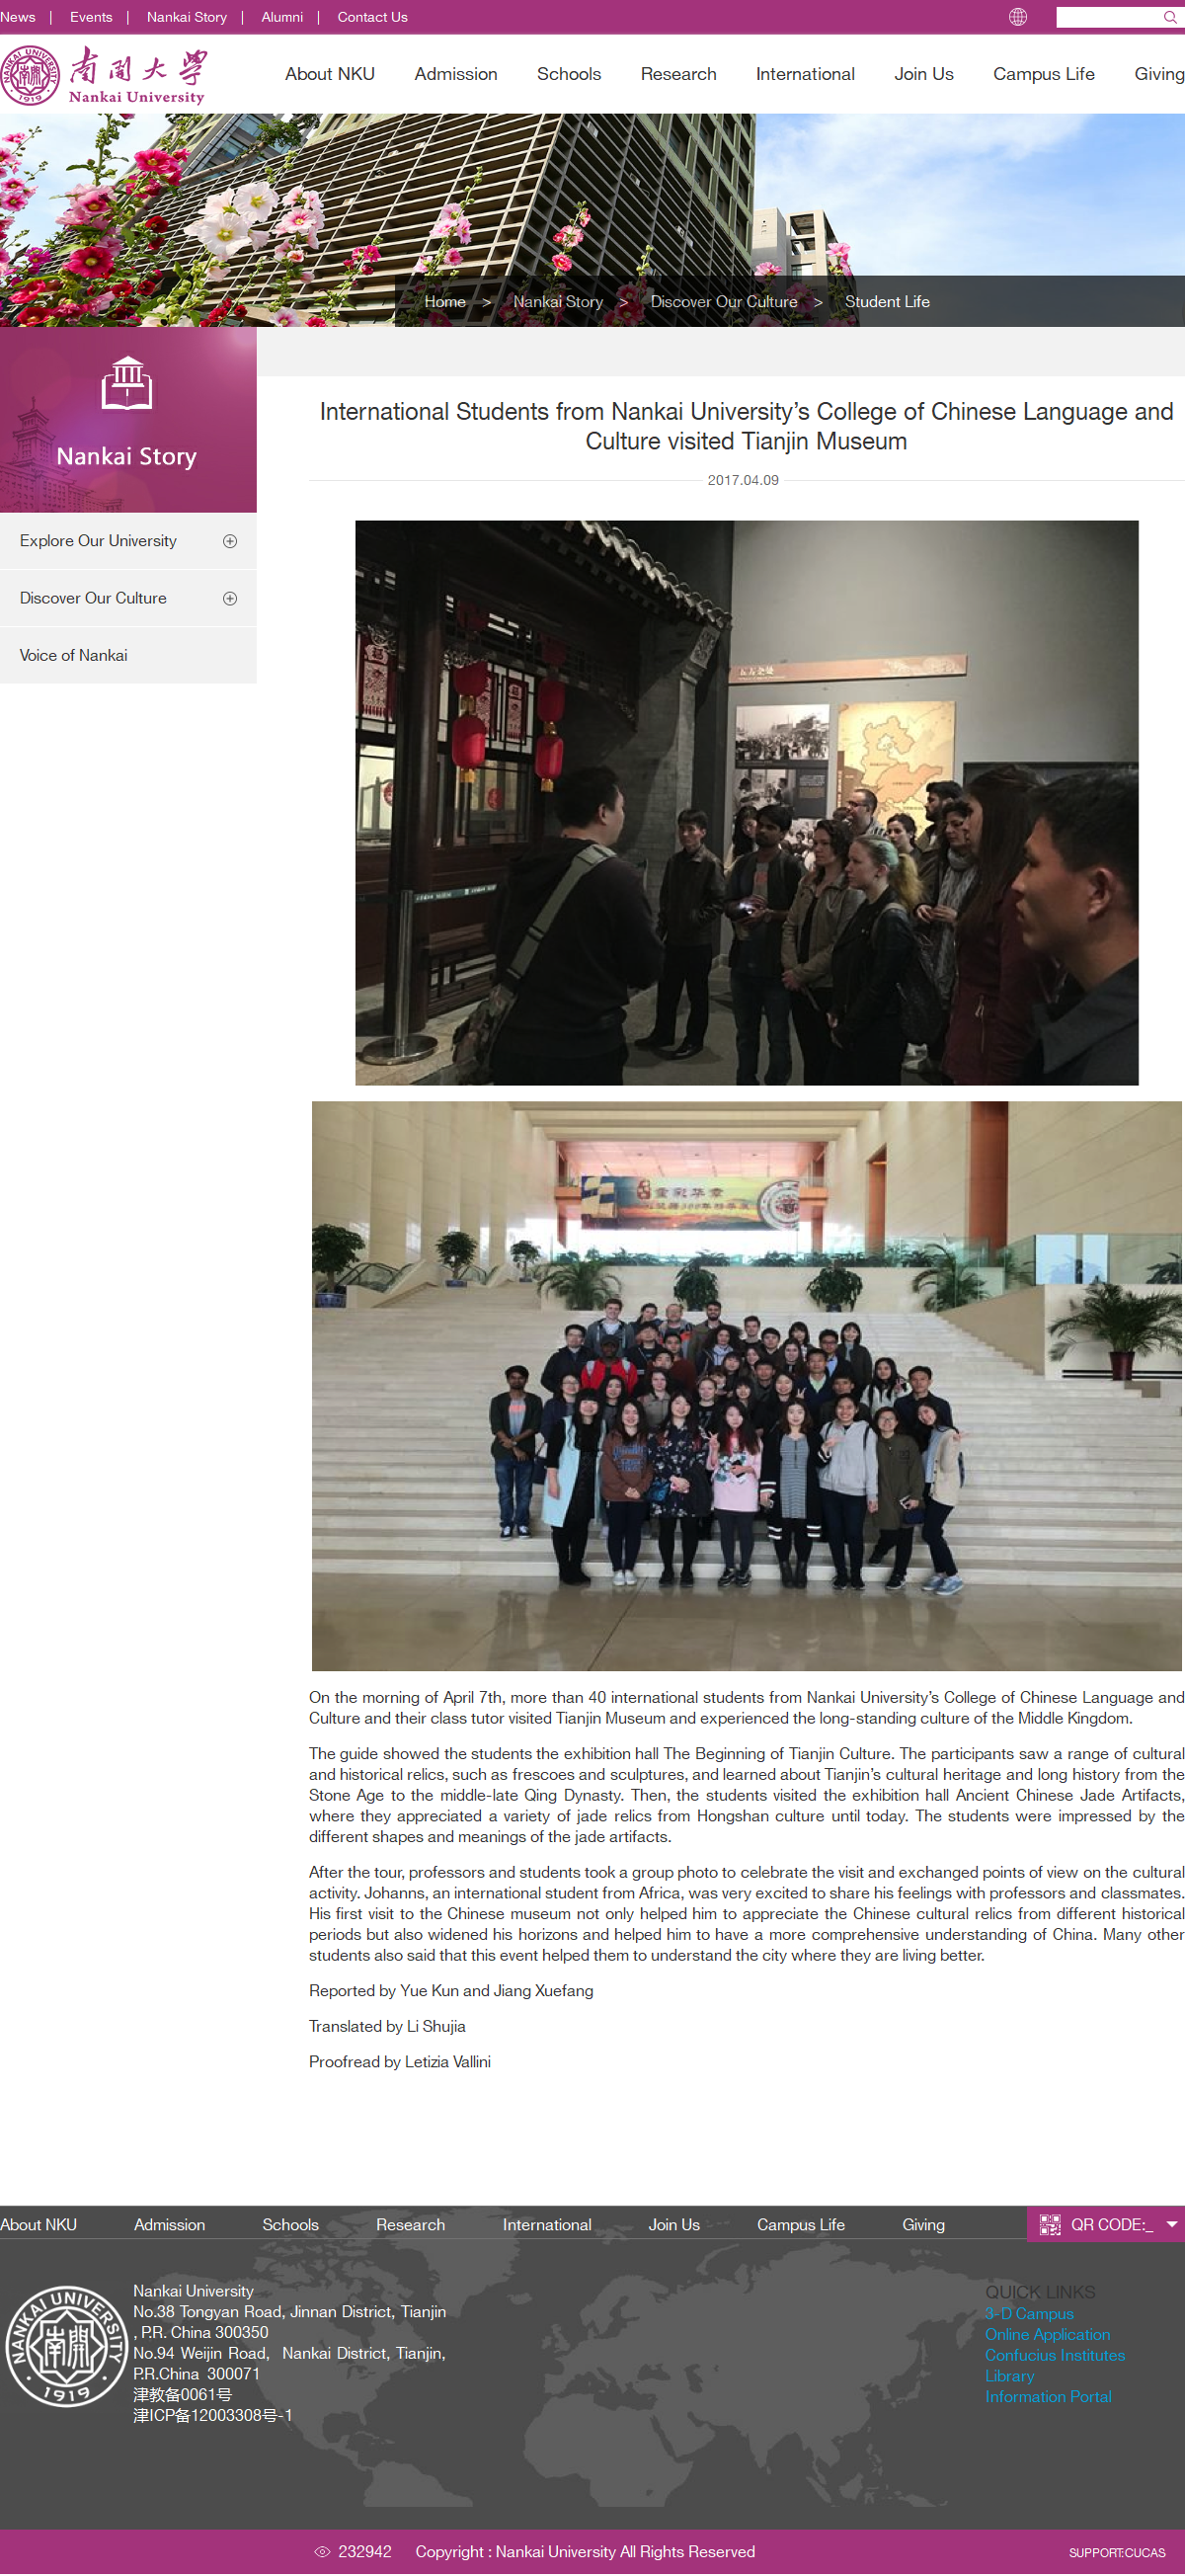 News | Events | Nankai Story | Alumni | Contact Us
NANKAI UNIVERSITY
1919
南開大學
Nankai University
About NKU Admission Schools Research International Join Us Campus Life Giving
Home > Nankai Story > Discover Our Culture > Student Life
Nankai Story
Explore Our University
Discover Our Culture
Voice of Nankai
International Students from Nankai University’s College of Chinese Language and
Culture visited Tianjin Museum
2017.04.09
On the morning of April 7th, more than 40 international students from Nankai University’s College of Chinese Language and
Culture and their class tutor visited Tianjin Museum and experienced the long-standing culture of the Middle Kingdom.
The guide showed the students the exhibition hall The Beginning of Tianjin Culture. The participants saw a range of cultural
and historical relics, such as frescoes and sculptures, and learned about Tianjin’s cultural heritage and long history from the
Stone Age to the middle-late Qing Dynasty. Then, the students visited the exhibition hall Ancient Chinese Jade Artifacts,
where they appreciated a variety of jade relics from Hongshan culture until today. The students were impressed by the
different shapes and meanings of the jade artifacts.
After the tour, professors and students took a group photo to celebrate the visit and exchanged points of view on the cultural
activity. Johanns, an international student from Africa, was very excited to share his feelings with professors and classmates.
His first visit to the Chinese museum not only helped him to appreciate the Chinese cultural relics from different historical
periods but also widened his horizons and helped him to have a more comprehensive understanding of China. Many other
students also said that this event helped them to understand the city where they are living better.
Reported by Yue Kun and Jiang Xuefang
Translated by Li Shujia
Proofread by Letizia Vallini
About NKU Admission Schools Research International Join Us Campus Life Giving
QR CODE:_
NANKAI UNIVERSITY
1919
Nankai University
No.38 Tongyan Road, Jinnan District, Tianjin
, P.R. China 300350
No.94 Weijin Road, Nankai District, Tianjin,
P.R.China 300071
津教备0061号
津ICP备12003308号-1
QUICK LINKS
3-D Campus
Online Application
Confucius Institutes
Library
Information Portal
232942 Copyright : Nankai University All Rights Reserved
SUPPORT:CUCAS